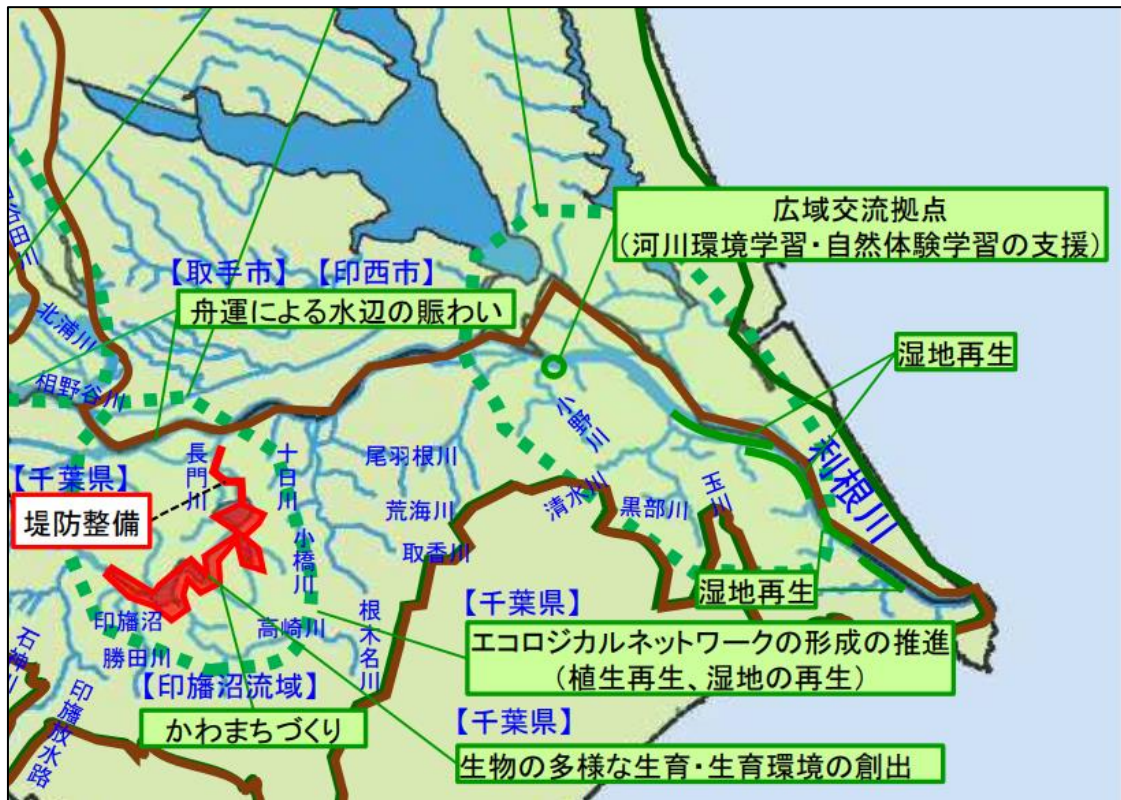 広域交流拠点
(河川環境学習・自然体験学習の支援)
【取手市】
【印西市】
舟運による水辺の賑わい
北浦川
相野谷川
湿地再生
利根川
小野川
長門川
十日川
尾羽根川
【千葉県】
堤防整備
荒海川
清水川
黒部川
玉川
小橋川
取香川
湿地再生
【千葉県】
エコロジカルネットワークの形成の推進
(植生再生、湿地の再生)
印旛沼
高崎川
根木名川
勝田川
石神川
印旛放水路
【印旛沼流域】
かわまちづくり
【千葉県】
生物の多様な生育・生育環境の創出